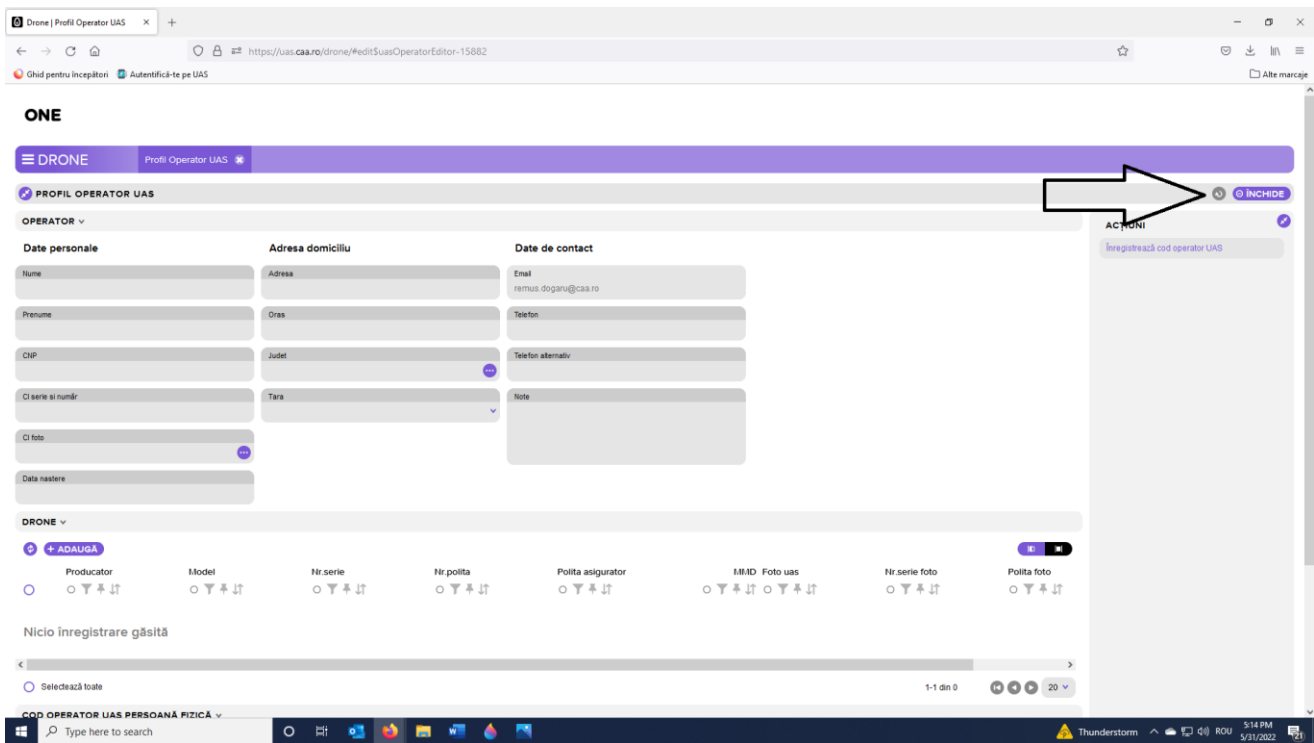 Drone | Profil Operator UAS
https://uas.caa.ro/drone/#edit$uasOperatorEditor-15882
Ghid pentru începători Autentifică-te pe UAS Alte marcaje
ONE
DRONE Profil Operator UAS
PROFIL OPERATOR UAS ÎNCHIDE
OPERATOR ACȚIUNI
Date personale Adresa domiciliu Date de contact Înregistrează cod operator UAS
Nume Adresa Email
remus.dogaru@caa.ro
Prenume Oras Telefon
CNP Judet Telefon alternativ
CI serie si număr Tara Note
CI foto
Data nastere
DRONE
+ ADAUGĂ
Producator Model Nr.serie Nr.polita Polita asigurator MMD Foto uas Nr.serie foto Polita foto
Nicio înregistrare găsită
Selectează toate 1-1 din 0 20
COD OPERATOR UAS PERSOANĂ FIZICĂ
Type here to search Thunderstorm ROU 5:14 PM
5/31/2022 21